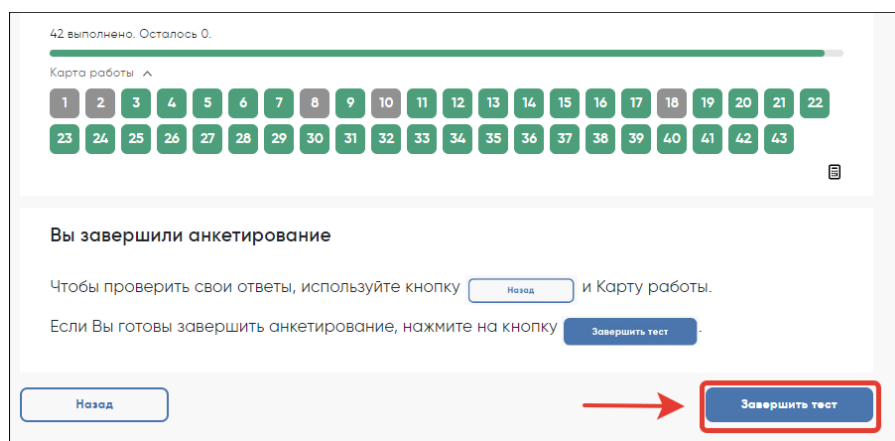 42 выполнено. Осталось 0.
Карта работы
1 2 3 4 5 6 7 8 9 10 11 12 13 14 15 16 17 18 19 20 21 22
23 24 25 26 27 28 29 30 31 32 33 34 35 36 37 38 39 40 41 42 43
Вы завершили анкетирование
Чтобы проверить свои ответы, используйте кнопку Назад и Карту работы.
Если Вы готовы завершить анкетирование, нажмите на кнопку Завершить тест.
Назад Завершить тест